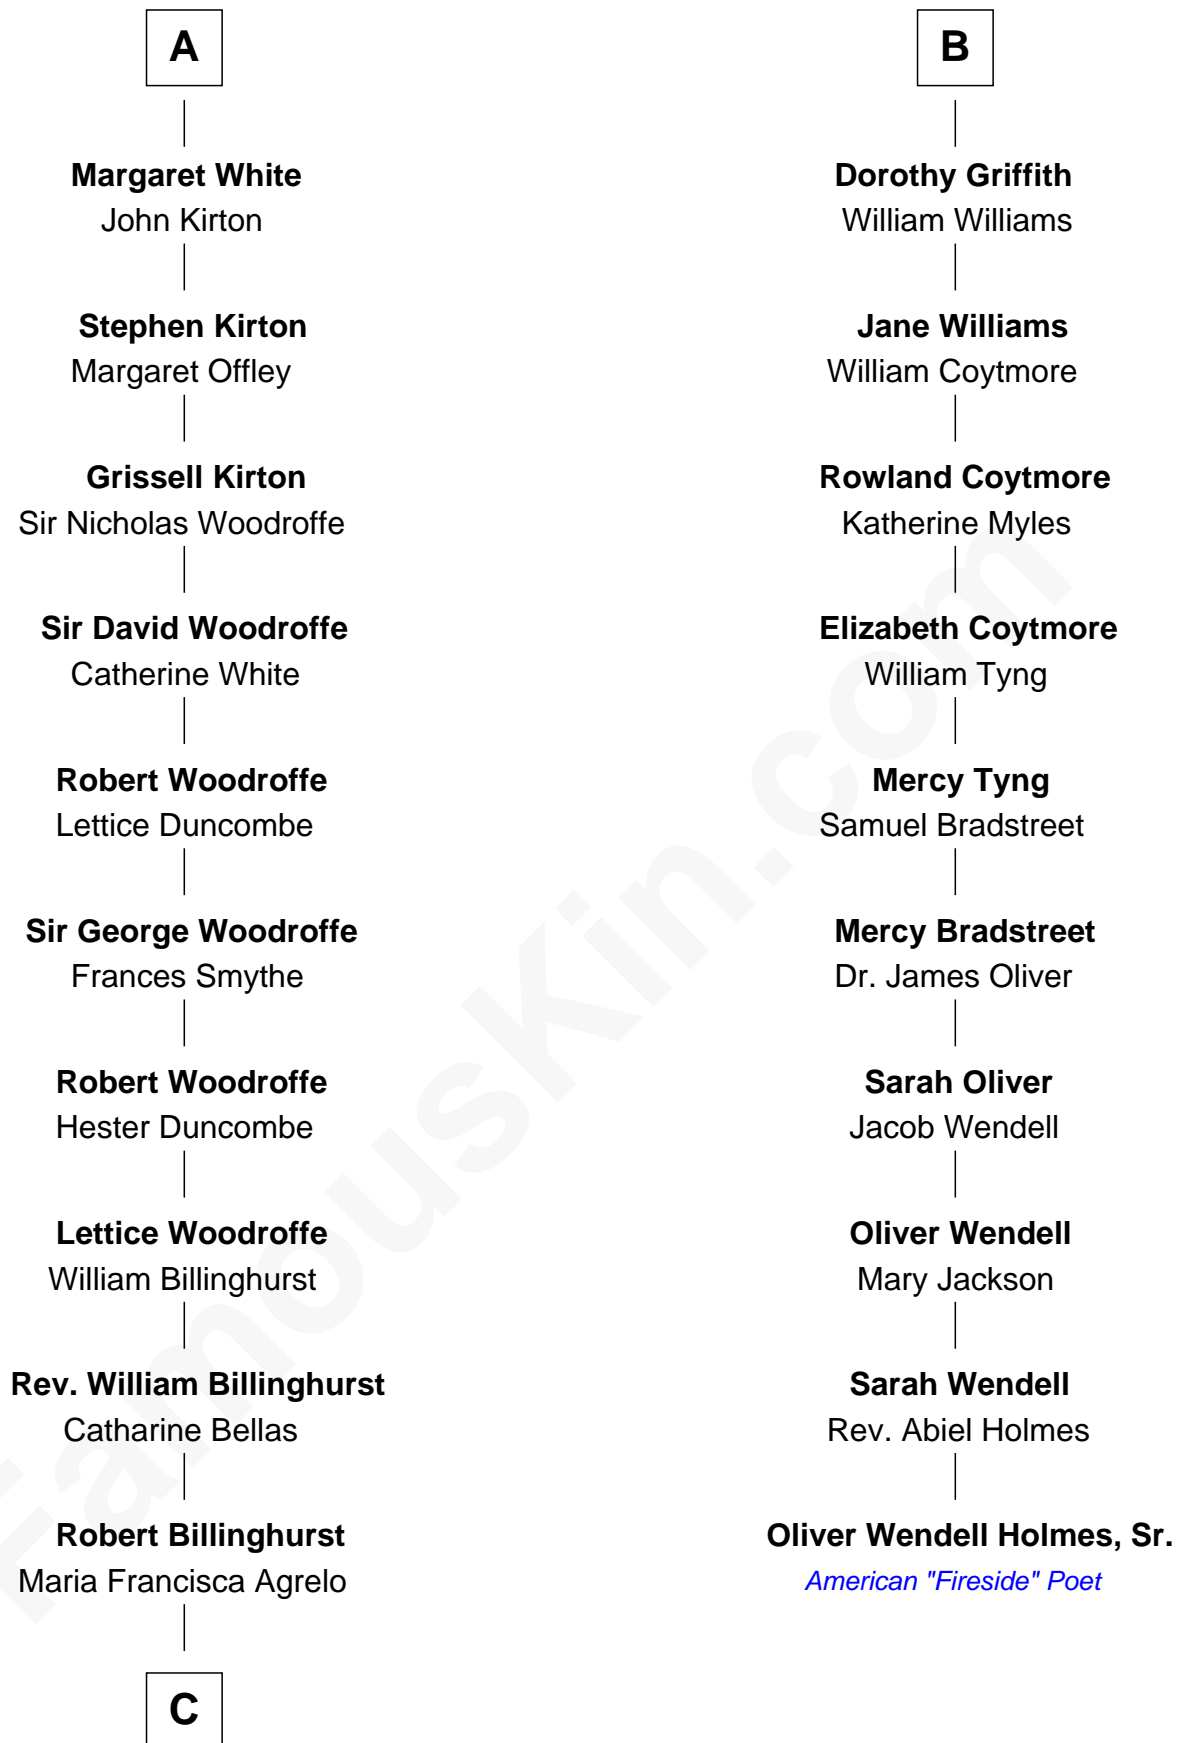 A
Margaret White
John Kirton
Stephen Kirton
Margaret Offley
Grissell Kirton
Sir Nicholas Woodroffe
Sir David Woodroffe
Catherine White
Robert Woodroffe
Lettice Duncombe
Sir George Woodroffe
Frances Smythe
Robert Woodroffe
Hester Duncombe
Lettice Woodroffe
William Billinghurst
Rev. William Billinghurst
Catharine Bellas
Robert Billinghurst
Maria Francisca Agrelo
C
B
Dorothy Griffith
William Williams
Jane Williams
William Coytmore
Rowland Coytmore
Katherine Myles
Elizabeth Coytmore
William Tyng
Mercy Tyng
Samuel Bradstreet
Mercy Bradstreet
Dr. James Oliver
Sarah Oliver
Jacob Wendell
Oliver Wendell
Mary Jackson
Sarah Wendell
Rev. Abiel Holmes
Oliver Wendell Holmes, Sr.
American "Fireside" Poet
FamousKin.com